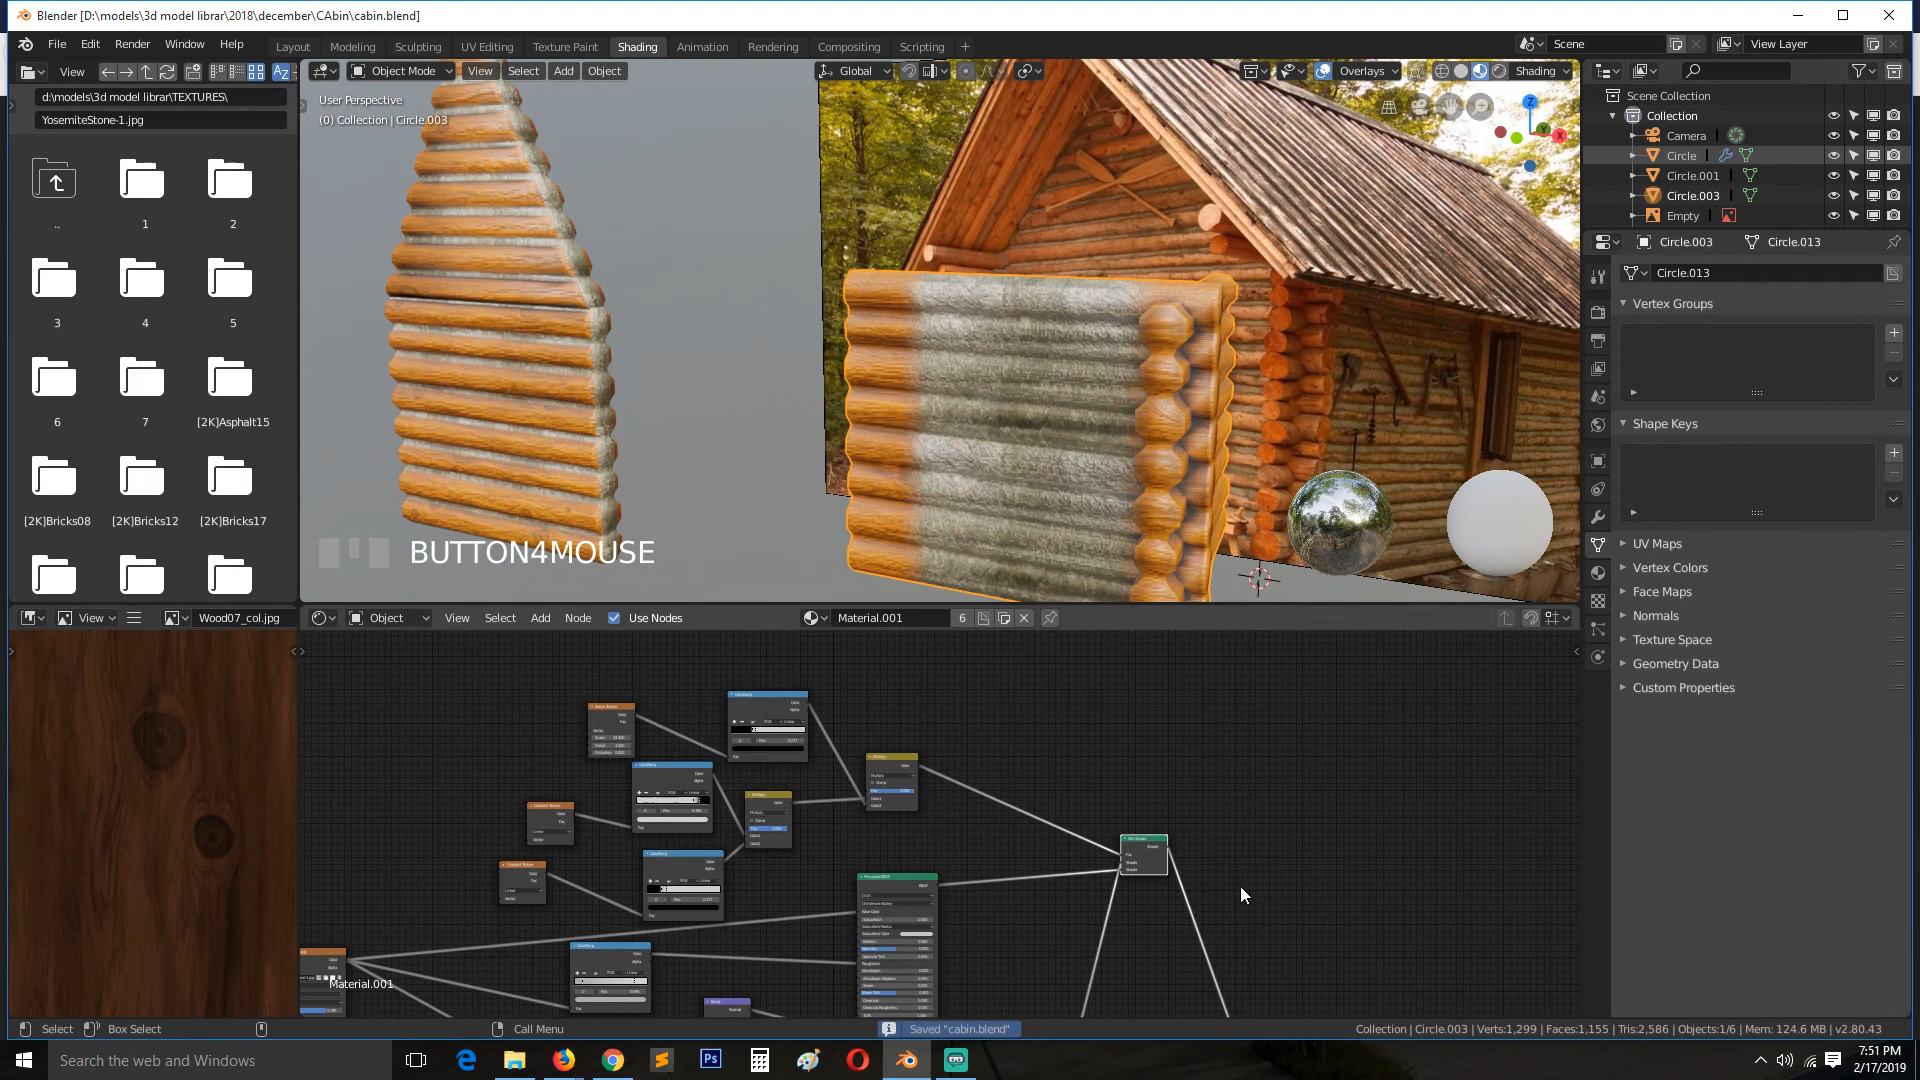 Blender [D:\models\3d model librar\2018\december\CAbin\cabin.blend]
File Edit Render Window Help
Layout Modeling Sculpting UV Editing Texture Paint Shading Animation Rendering Compositing Scripting
Scene
View Layer
View
Object Mode View Select Add Object
Global
Overlays
Shading
d:\models\3d model librar\TEXTURES\
YosemiteStone-1.jpg
..
1
2
3
4
5
6
7
[2K]Asphalt15
[2K]Bricks08
[2K]Bricks12
[2K]Bricks17
User Perspective
(0) Collection | Circle.003
BUTTON4MOUSE
Scene Collection
Collection
Camera
Circle
Circle.001
Circle.003
Empty
Circle.003
Circle.013
Circle.013
Vertex Groups
Shape Keys
UV Maps
Vertex Colors
Face Maps
Normals
Texture Space
Geometry Data
Custom Properties
View
Wood07_col.jpg
Object View Select Add Node Use Nodes
Material.001
6
Material.001
Select
Box Select
Call Menu
Saved "cabin.blend"
Collection | Circle.003 | Verts:1,299 | Faces:1,155 | Tris:2,586 | Objects:1/6 | Mem: 124.6 MB | v2.80.43
Search the web and Windows
7:51 PM
2/17/2019